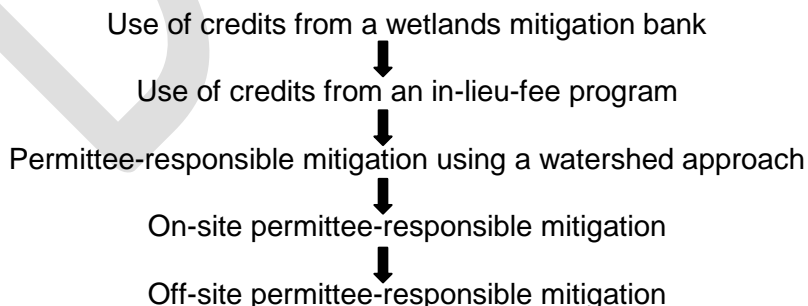 Use of credits from a wetlands mitigation bank
Use of credits from an in-lieu-fee program
Permittee-responsible mitigation using a watershed approach
On-site permittee-responsible mitigation
Off-site permittee-responsible mitigation